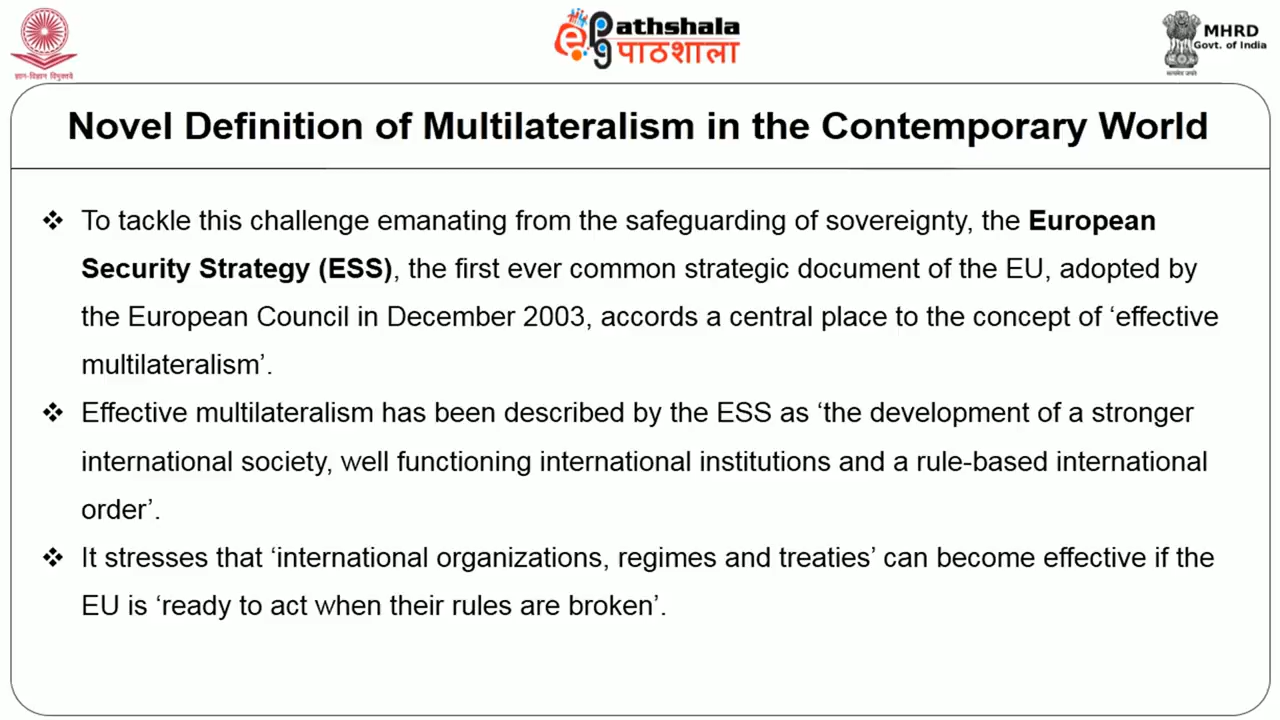 ज्ञान-विज्ञान विमुक्तये
ePathshala
पाठशाला
MHRD
Govt. of India
सत्यमेव जयते
Novel Definition of Multilateralism in the Contemporary World
❖ To tackle this challenge emanating from the safeguarding of sovereignty, the European
Security Strategy (ESS), the first ever common strategic document of the EU, adopted by
the European Council in December 2003, accords a central place to the concept of ‘effective
multilateralism’.
❖ Effective multilateralism has been described by the ESS as ‘the development of a stronger
international society, well functioning international institutions and a rule-based international
order’.
❖ It stresses that ‘international organizations, regimes and treaties’ can become effective if the
EU is ‘ready to act when their rules are broken’.